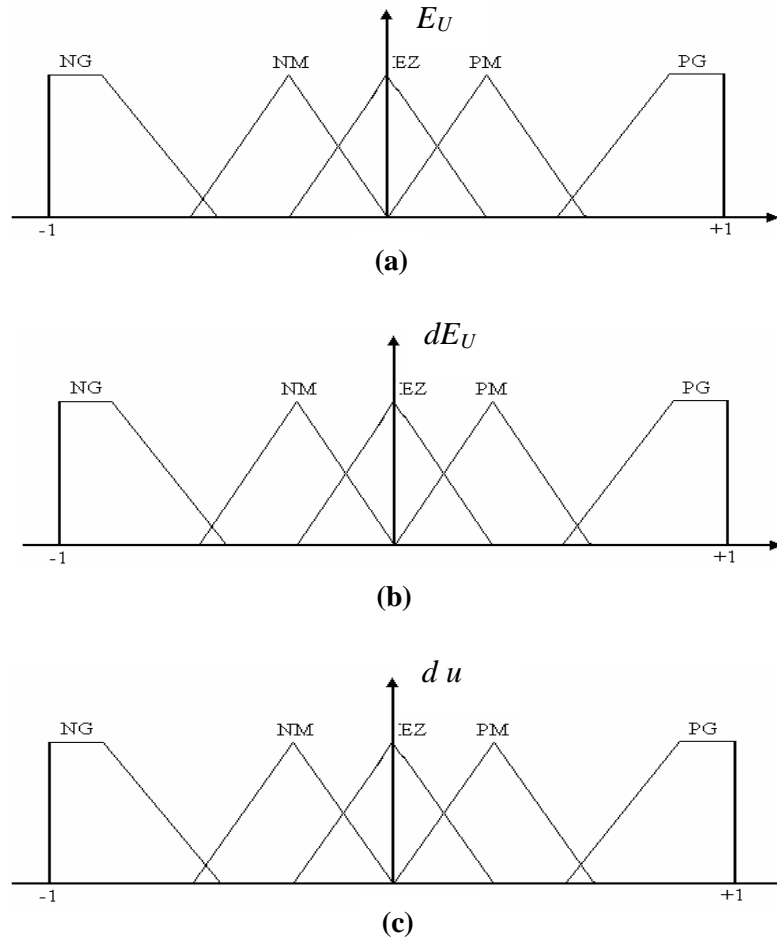 E_U
NG NM EZ PM PG
-1 +1
(a)
dE_U
NG NM EZ PM PG
-1 +1
(b)
d u
NG NM EZ PM PG
-1 +1
(c)